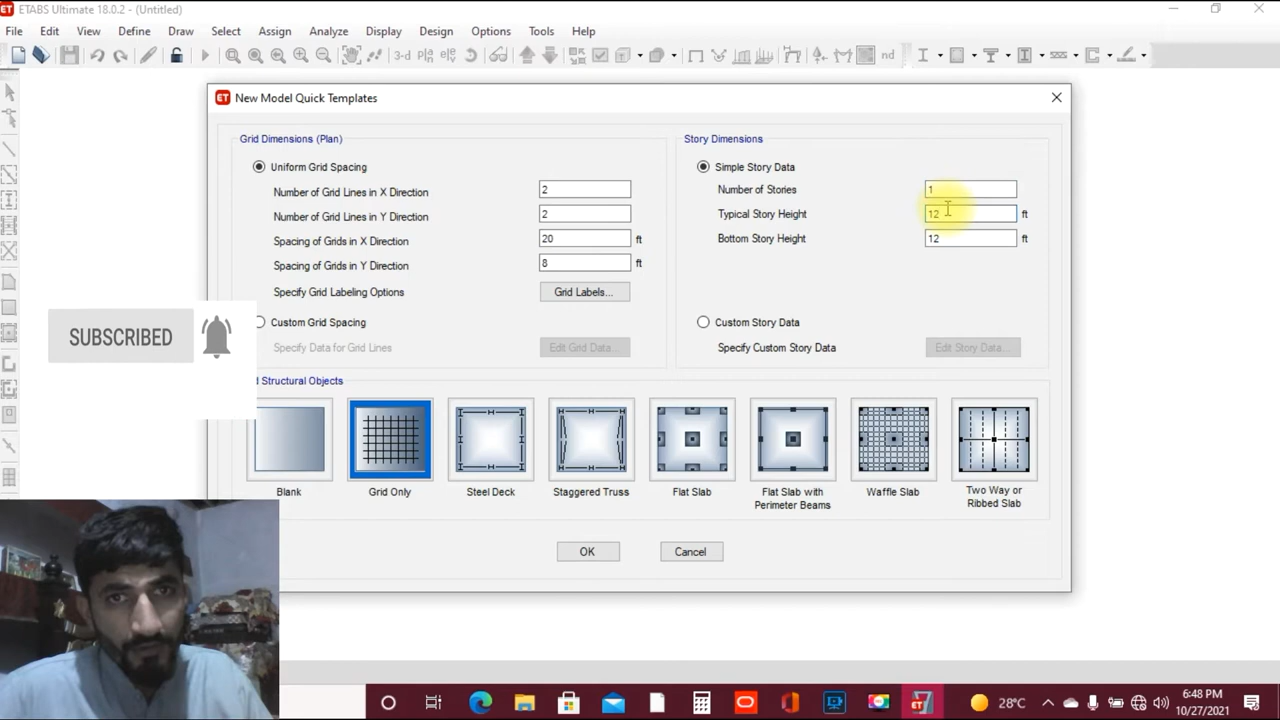 ETABS Ultimate 18.0.2 - (Untitled)
File Edit View Define Draw Select Assign Analyze Display Design Options Tools Help
3-d nd
New Model Quick Templates
Grid Dimensions (Plan)
Uniform Grid Spacing
Number of Grid Lines in X Direction 2
Number of Grid Lines in Y Direction 2
Spacing of Grids in X Direction 20 ft
Spacing of Grids in Y Direction 8 ft
Specify Grid Labeling Options Grid Labels...
Custom Grid Spacing
Specify Data for Grid Lines Edit Grid Data...
Story Dimensions
Simple Story Data
Number of Stories 1
Typical Story Height 12 ft
Bottom Story Height 12 ft
Custom Story Data
Specify Custom Story Data Edit Story Data...
SUBSCRIBED
Structural Objects
Blank
Grid Only
Steel Deck
Staggered Truss
Flat Slab
Flat Slab with
Perimeter Beams
Waffle Slab
Two Way or
Ribbed Slab
OK Cancel
28°C
6:48 PM
10/27/2021